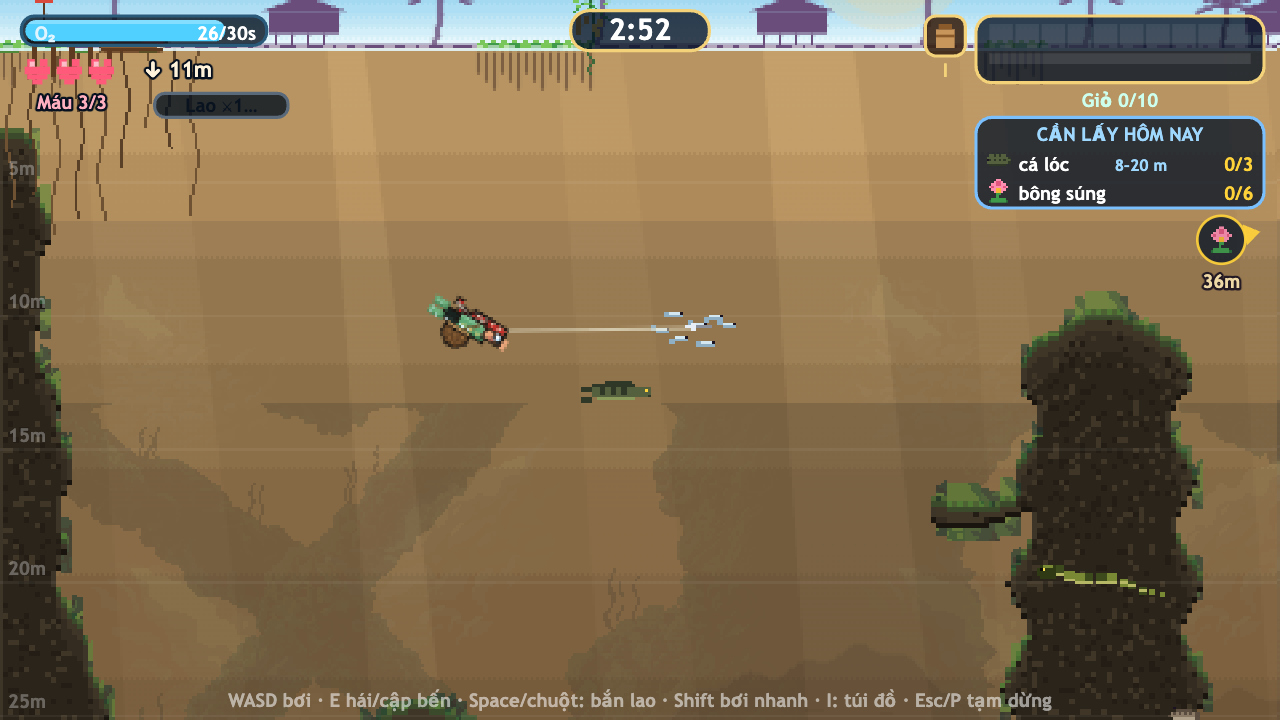 O₂ 26/30s
2:52
I
Máu 3/3
11m
Lao ×1...
Giỏ 0/10
CẦN LẤY HÔM NAY
cá lóc 8-20 m 0/3
bông súng 0/6
36m
5m
10m
15m
20m
25m
WASD bơi · E hái/cập bến · Space/chuột: bắn lao · Shift bơi nhanh · I: túi đồ · Esc/P tạm dừng